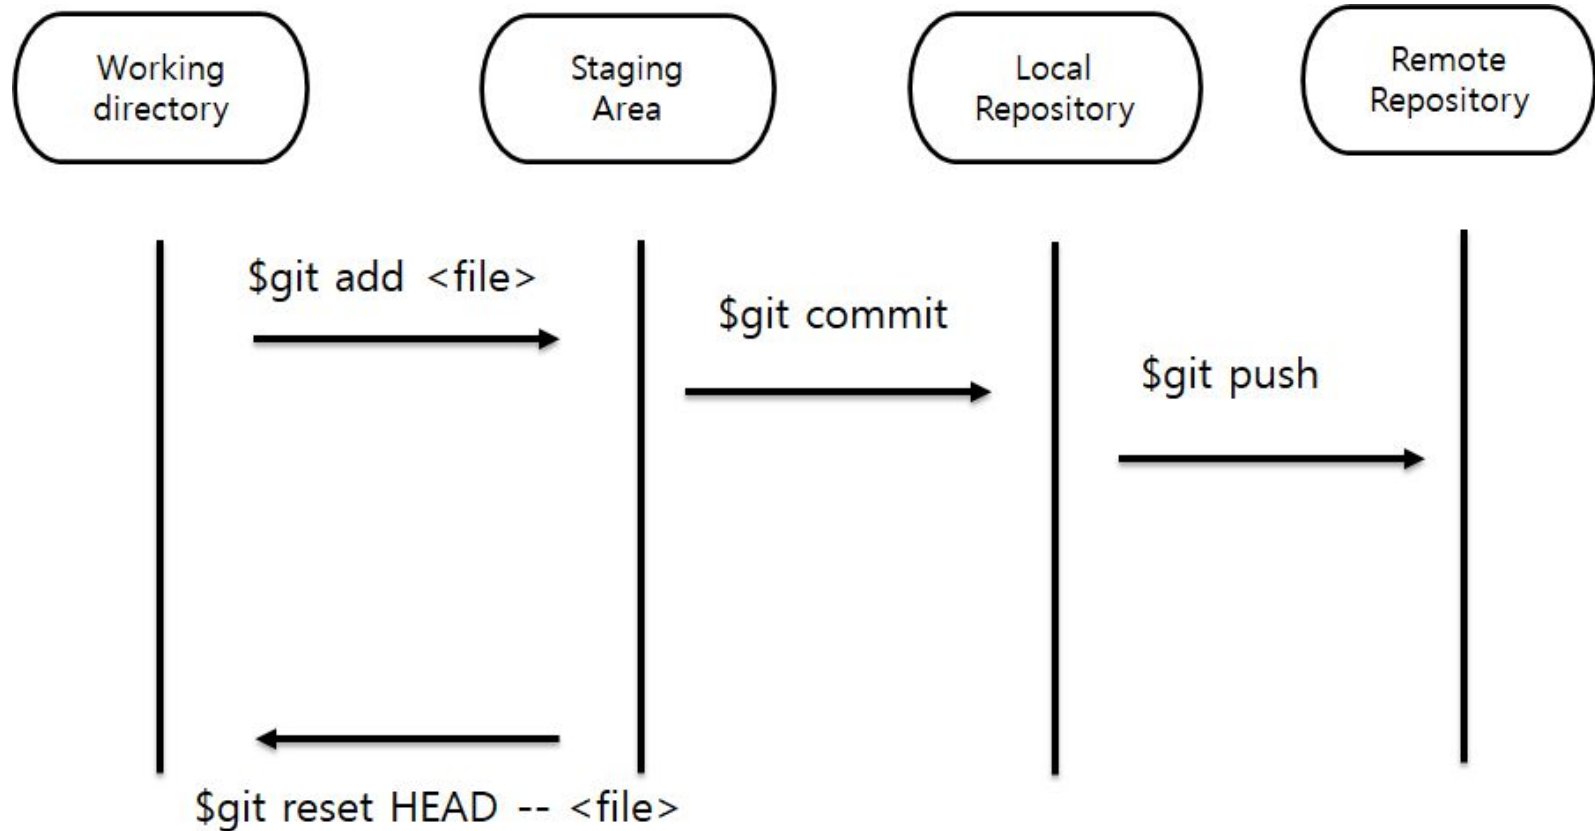 Working
directory
Staging
Area
Local
Repository
Remote
Repository
$git add <file>
$git commit
$git push
$git reset HEAD -- <file>